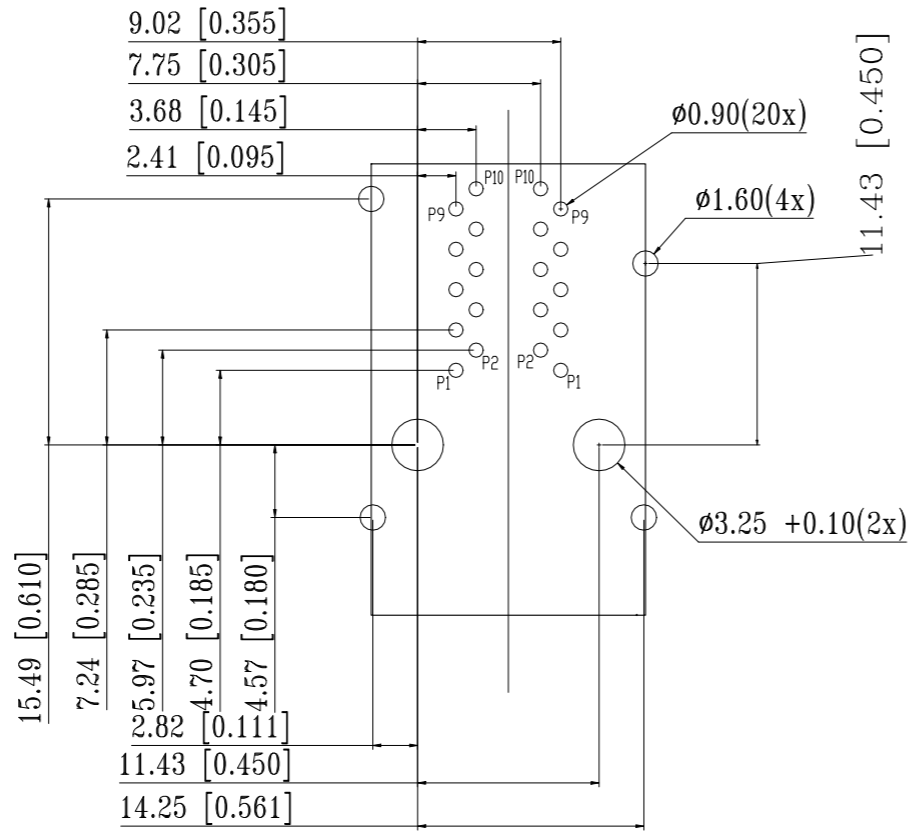 9.02 [0.355]
7.75 [0.305]
3.68 [0.145]
2.41 [0.095]
11.43 [0.450]
ø0.90(20x)
ø1.60(4x)
P10
P10
P9
P9
P2
P2
P1
P1
ø3.25 +0.10(2x)
15.49 [0.610]
7.24 [0.285]
5.97 [0.235]
4.70 [0.185]
4.57 [0.180]
2.82 [0.111]
11.43 [0.450]
14.25 [0.561]